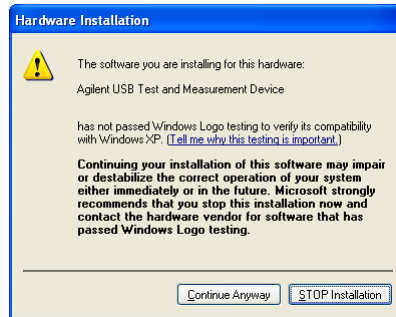 Hardware Installation
The software you are installing for this hardware:
Agilent USB Test and Measurement Device
has not passed Windows Logo testing to verify its compatibility
with Windows XP. (Tell me why this testing is important.)
Continuing your installation of this software may impair
or destabilize the correct operation of your system
either immediately or in the future. Microsoft strongly
recommends that you stop this installation now and
contact the hardware vendor for software that has
passed Windows Logo testing.
Continue Anyway STOP Installation